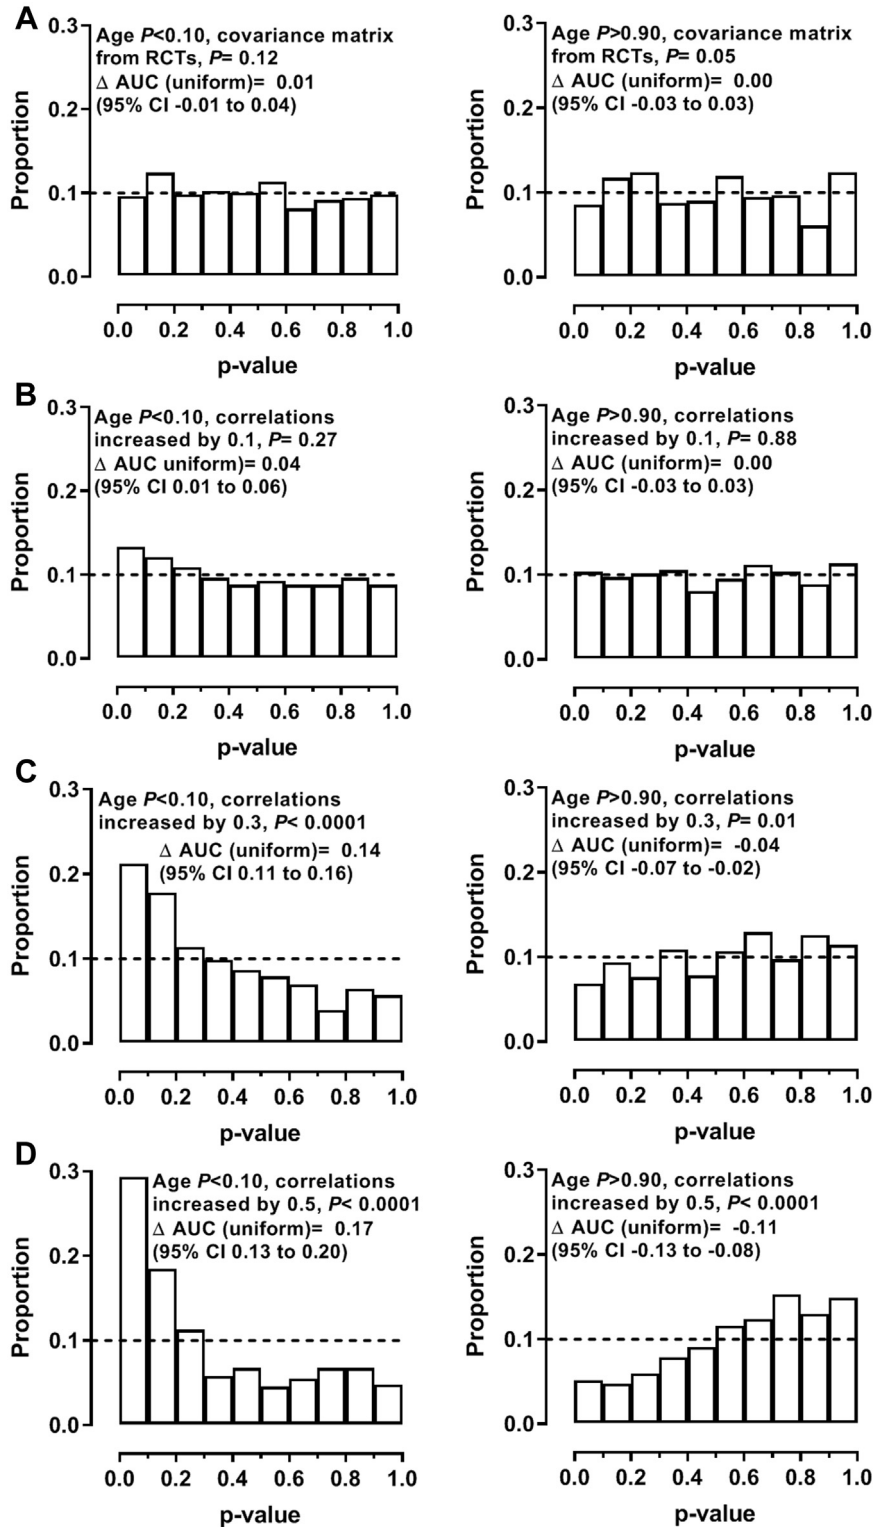 A
Age P<0.10, covariance matrix
from RCTs, P= 0.12
Δ AUC (uniform)= 0.01
(95% CI -0.01 to 0.04)
0.3
0.2
0.1
0.0
Proportion
0.0 0.2 0.4 0.6 0.8 1.0
p-value
Age P>0.90, covariance matrix
from RCTs, P= 0.05
Δ AUC (uniform)= 0.00
(95% CI -0.03 to 0.03)
0.3
0.2
0.1
0.0
Proportion
0.0 0.2 0.4 0.6 0.8 1.0
p-value
B
Age P<0.10, correlations
increased by 0.1, P= 0.27
Δ AUC uniform)= 0.04
(95% CI 0.01 to 0.06)
0.3
0.2
0.1
0.0
Proportion
0.0 0.2 0.4 0.6 0.8 1.0
p-value
Age P>0.90, correlations
increased by 0.1, P= 0.88
Δ AUC (uniform)= 0.00
(95% CI -0.03 to 0.03)
0.3
0.2
0.1
0.0
Proportion
0.0 0.2 0.4 0.6 0.8 1.0
p-value
C
Age P<0.10, correlations
increased by 0.3, P< 0.0001
Δ AUC (uniform)= 0.14
(95% CI 0.11 to 0.16)
0.3
0.2
0.1
0.0
Proportion
0.0 0.2 0.4 0.6 0.8 1.0
p-value
Age P>0.90, correlations
increased by 0.3, P= 0.01
Δ AUC (uniform)= -0.04
(95% CI -0.07 to -0.02)
0.3
0.2
0.1
0.0
Proportion
0.0 0.2 0.4 0.6 0.8 1.0
p-value
D
Age P<0.10, correlations
increased by 0.5, P< 0.0001
Δ AUC (uniform)= 0.17
(95% CI 0.13 to 0.20)
0.3
0.2
0.1
0.0
Proportion
0.0 0.2 0.4 0.6 0.8 1.0
p-value
Age P>0.90, correlations
increased by 0.5, P< 0.0001
Δ AUC (uniform)= -0.11
(95% CI -0.13 to -0.08)
0.3
0.2
0.1
0.0
Proportion
0.0 0.2 0.4 0.6 0.8 1.0
p-value